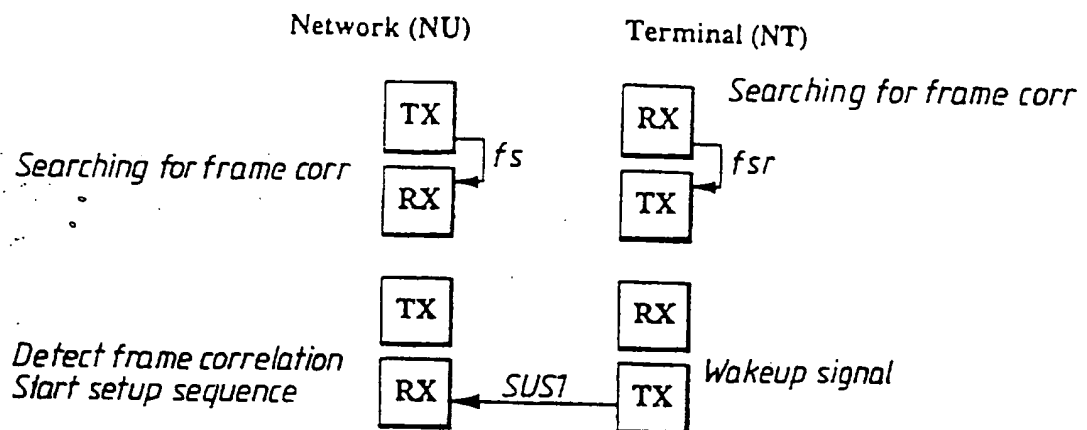 Network (NU)
Terminal (NT)
TX
RX
Searching for frame corr
fs
fsr
Searching for frame corr
RX
TX
TX
RX
Detect frame correlation
Start setup sequence
RX
SUS1
TX
Wakeup signal